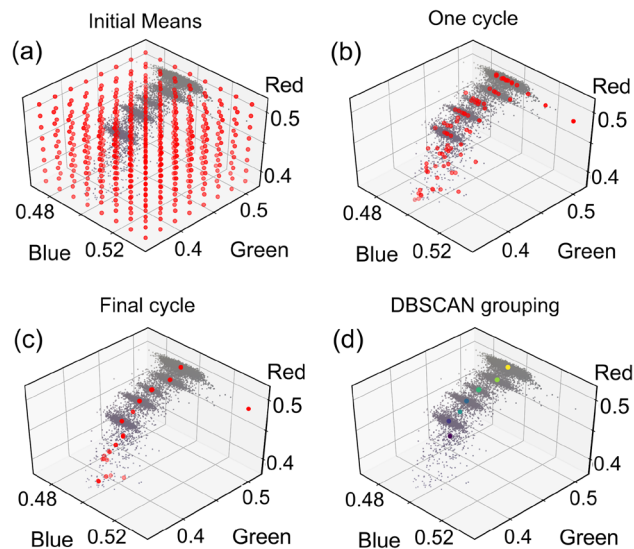 Initial Means
One cycle
(a)
(b)
Red
0.5
0.4
0.48
Blue
0.52
0.4
Green
0.5
Red
0.5
0.4
0.48
Blue
0.52
0.4
Green
0.5
Final cycle
DBSCAN grouping
(c)
(d)
Red
0.5
0.4
0.48
Blue
0.52
0.4
Green
0.5
Red
0.5
0.4
0.48
Blue
0.52
0.4
Green
0.5